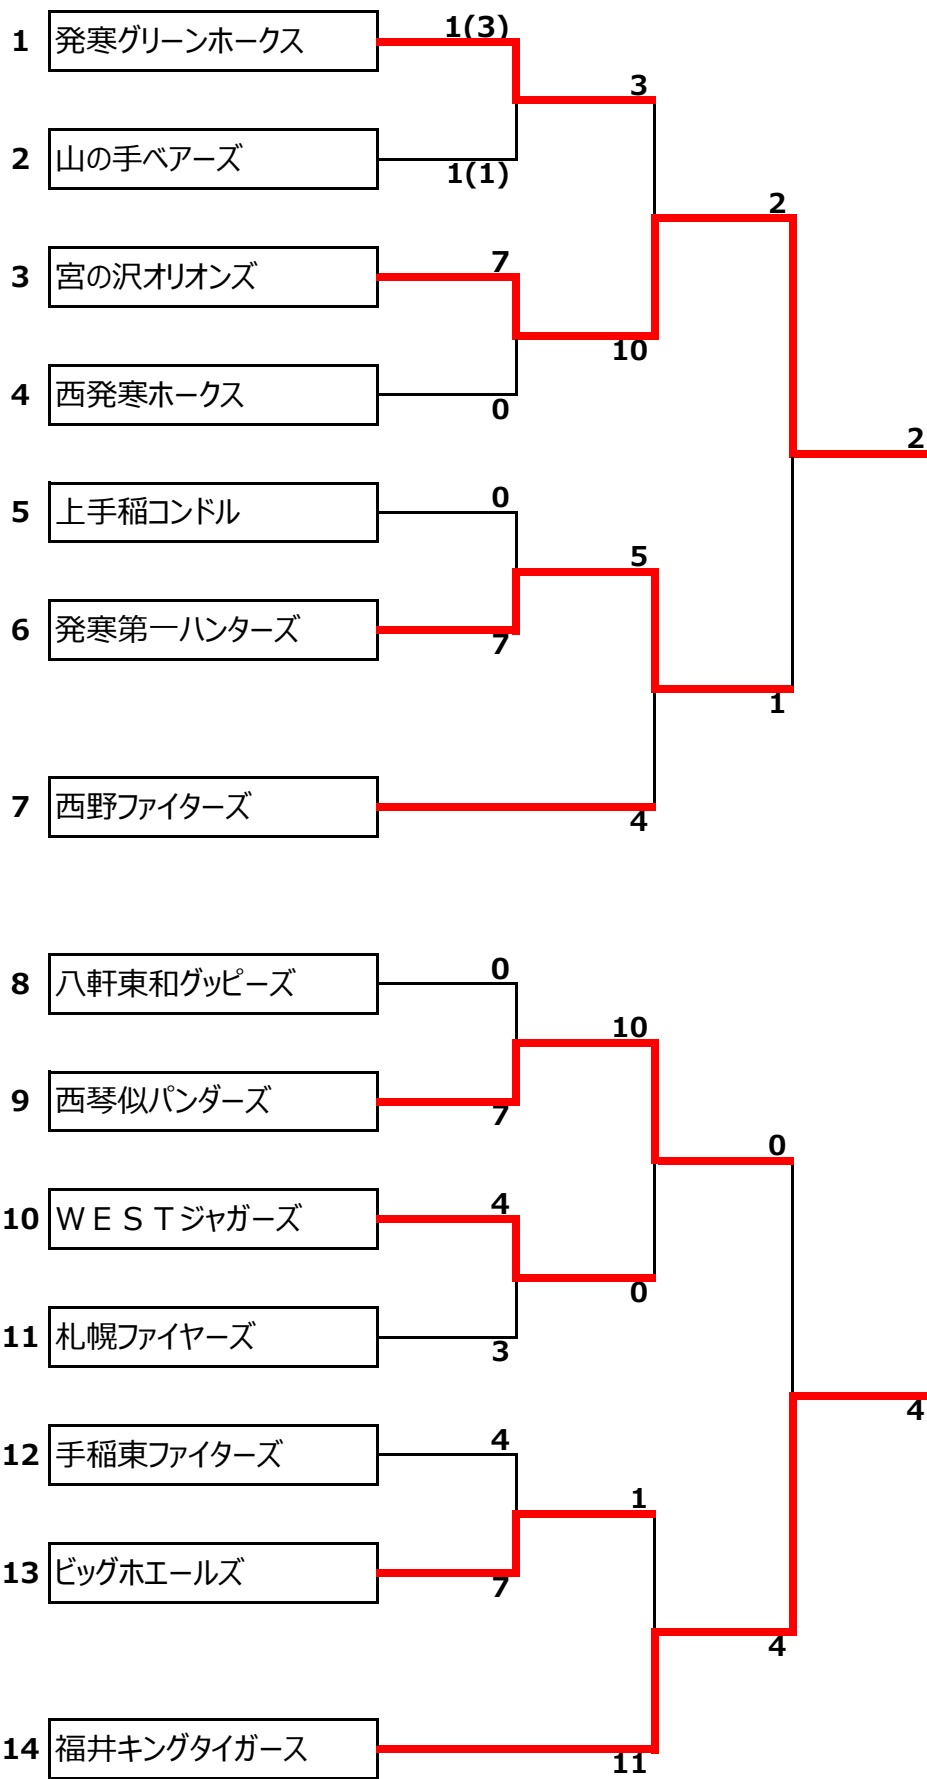 1 発寒グリーンホークス 1(3)
3
2 山の手ベアーズ 1(1)
2
3 宮の沢オリオンズ 7
10
4 西発寒ホークス 0
2
5 上手稲コンドル 0
5
6 発寒第一ハンターズ 7
1
7 西野ファイターズ 4
8 八軒東和グッピーズ 0
10
9 西琴似パンダーズ 7
0
10 ＷＥＳＴジャガーズ 4
0
11 札幌ファイヤーズ 3
4
12 手稲東ファイターズ 4
1
13 ビッグホエールズ 7
4
14 福井キングタイガース 11